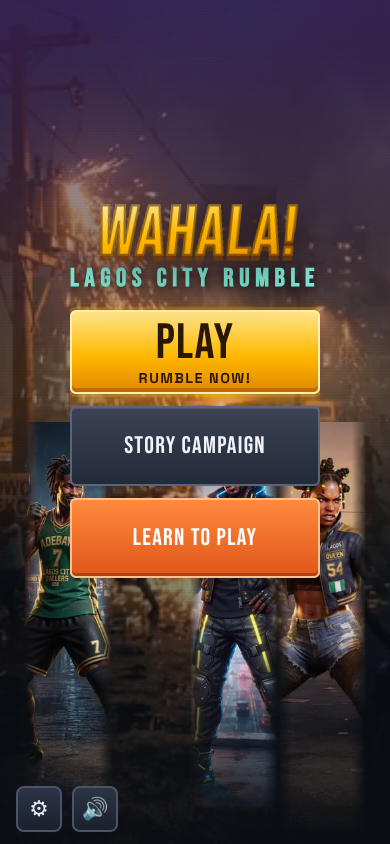 WAHALA!
LAGOS CITY RUMBLE
PLAY
RUMBLE NOW!
STORY CAMPAIGN
LEARN TO PLAY
7
LAGOS CITY
BALLERS
7
LAGOS
QUEEN
54